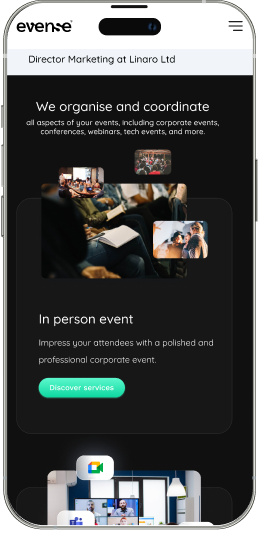 evense
Director Marketing at Linaro Ltd
We organise and coordinate
all aspects of your events, including corporate events,
conferences, webinars, tech events, and more.
In person event
Impress your attendees with a polished and
professional corporate event.
Discover services